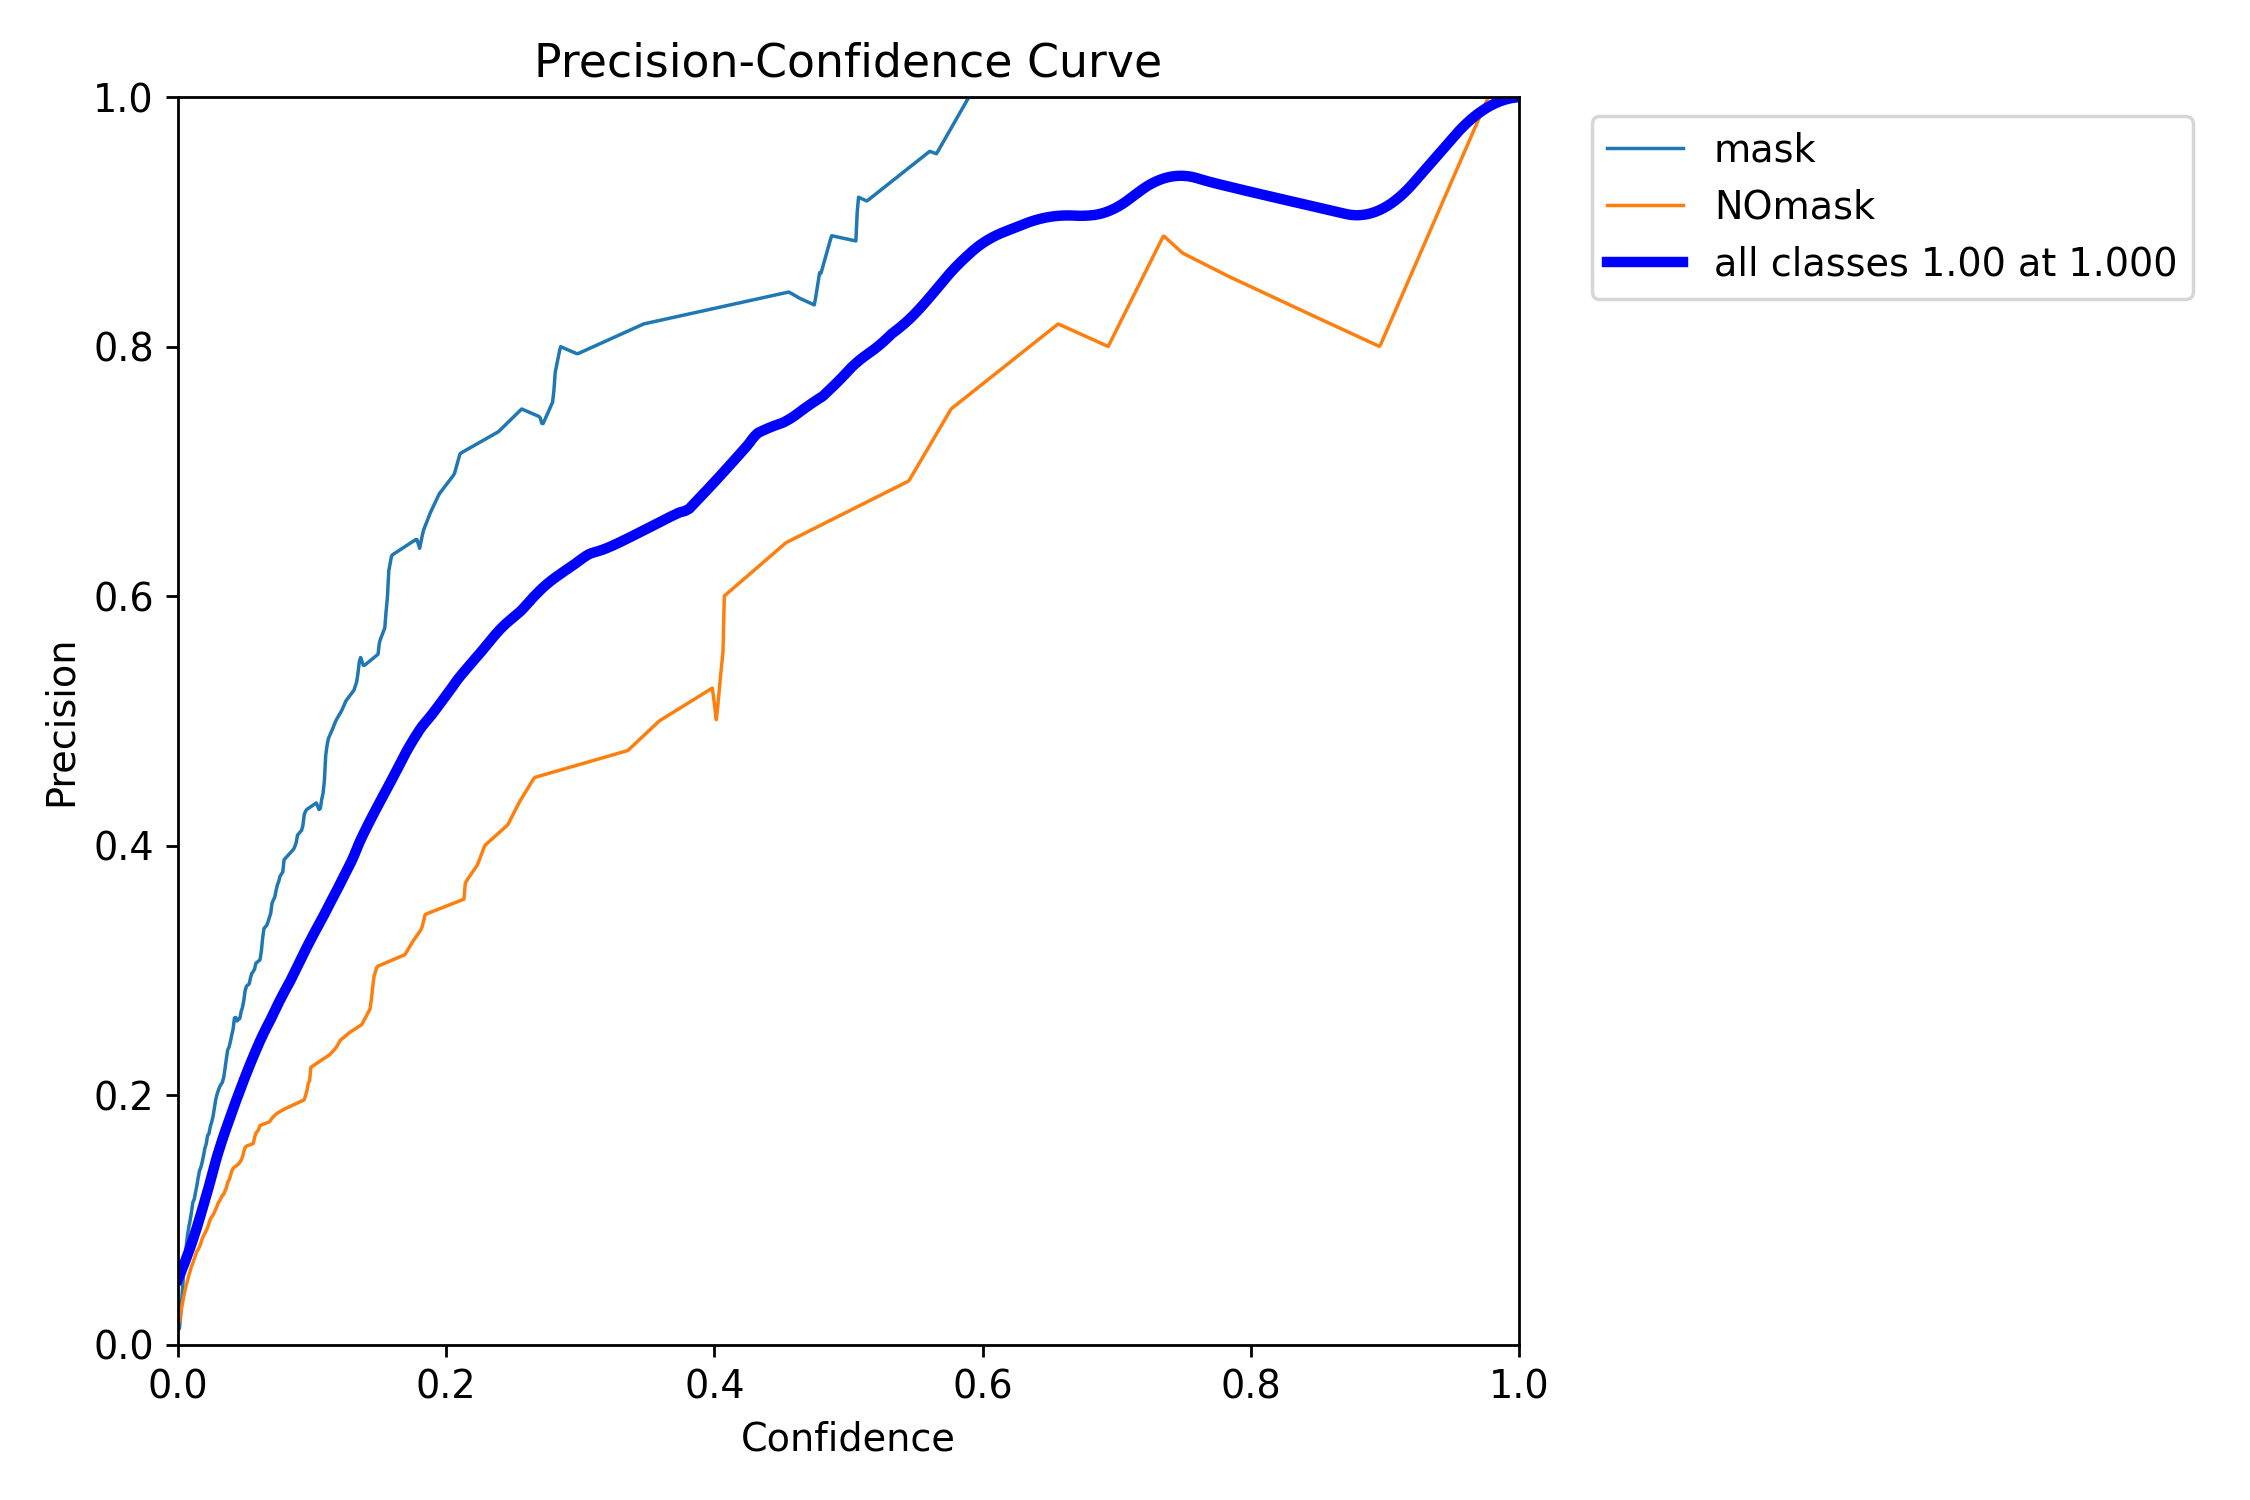 Precision-Confidence Curve
1.0
0.8
0.6
0.4
0.2
0.0
Precision
0.0 0.2 0.4 0.6 0.8 1.0
Confidence
mask
NOmask
all classes 1.00 at 1.000